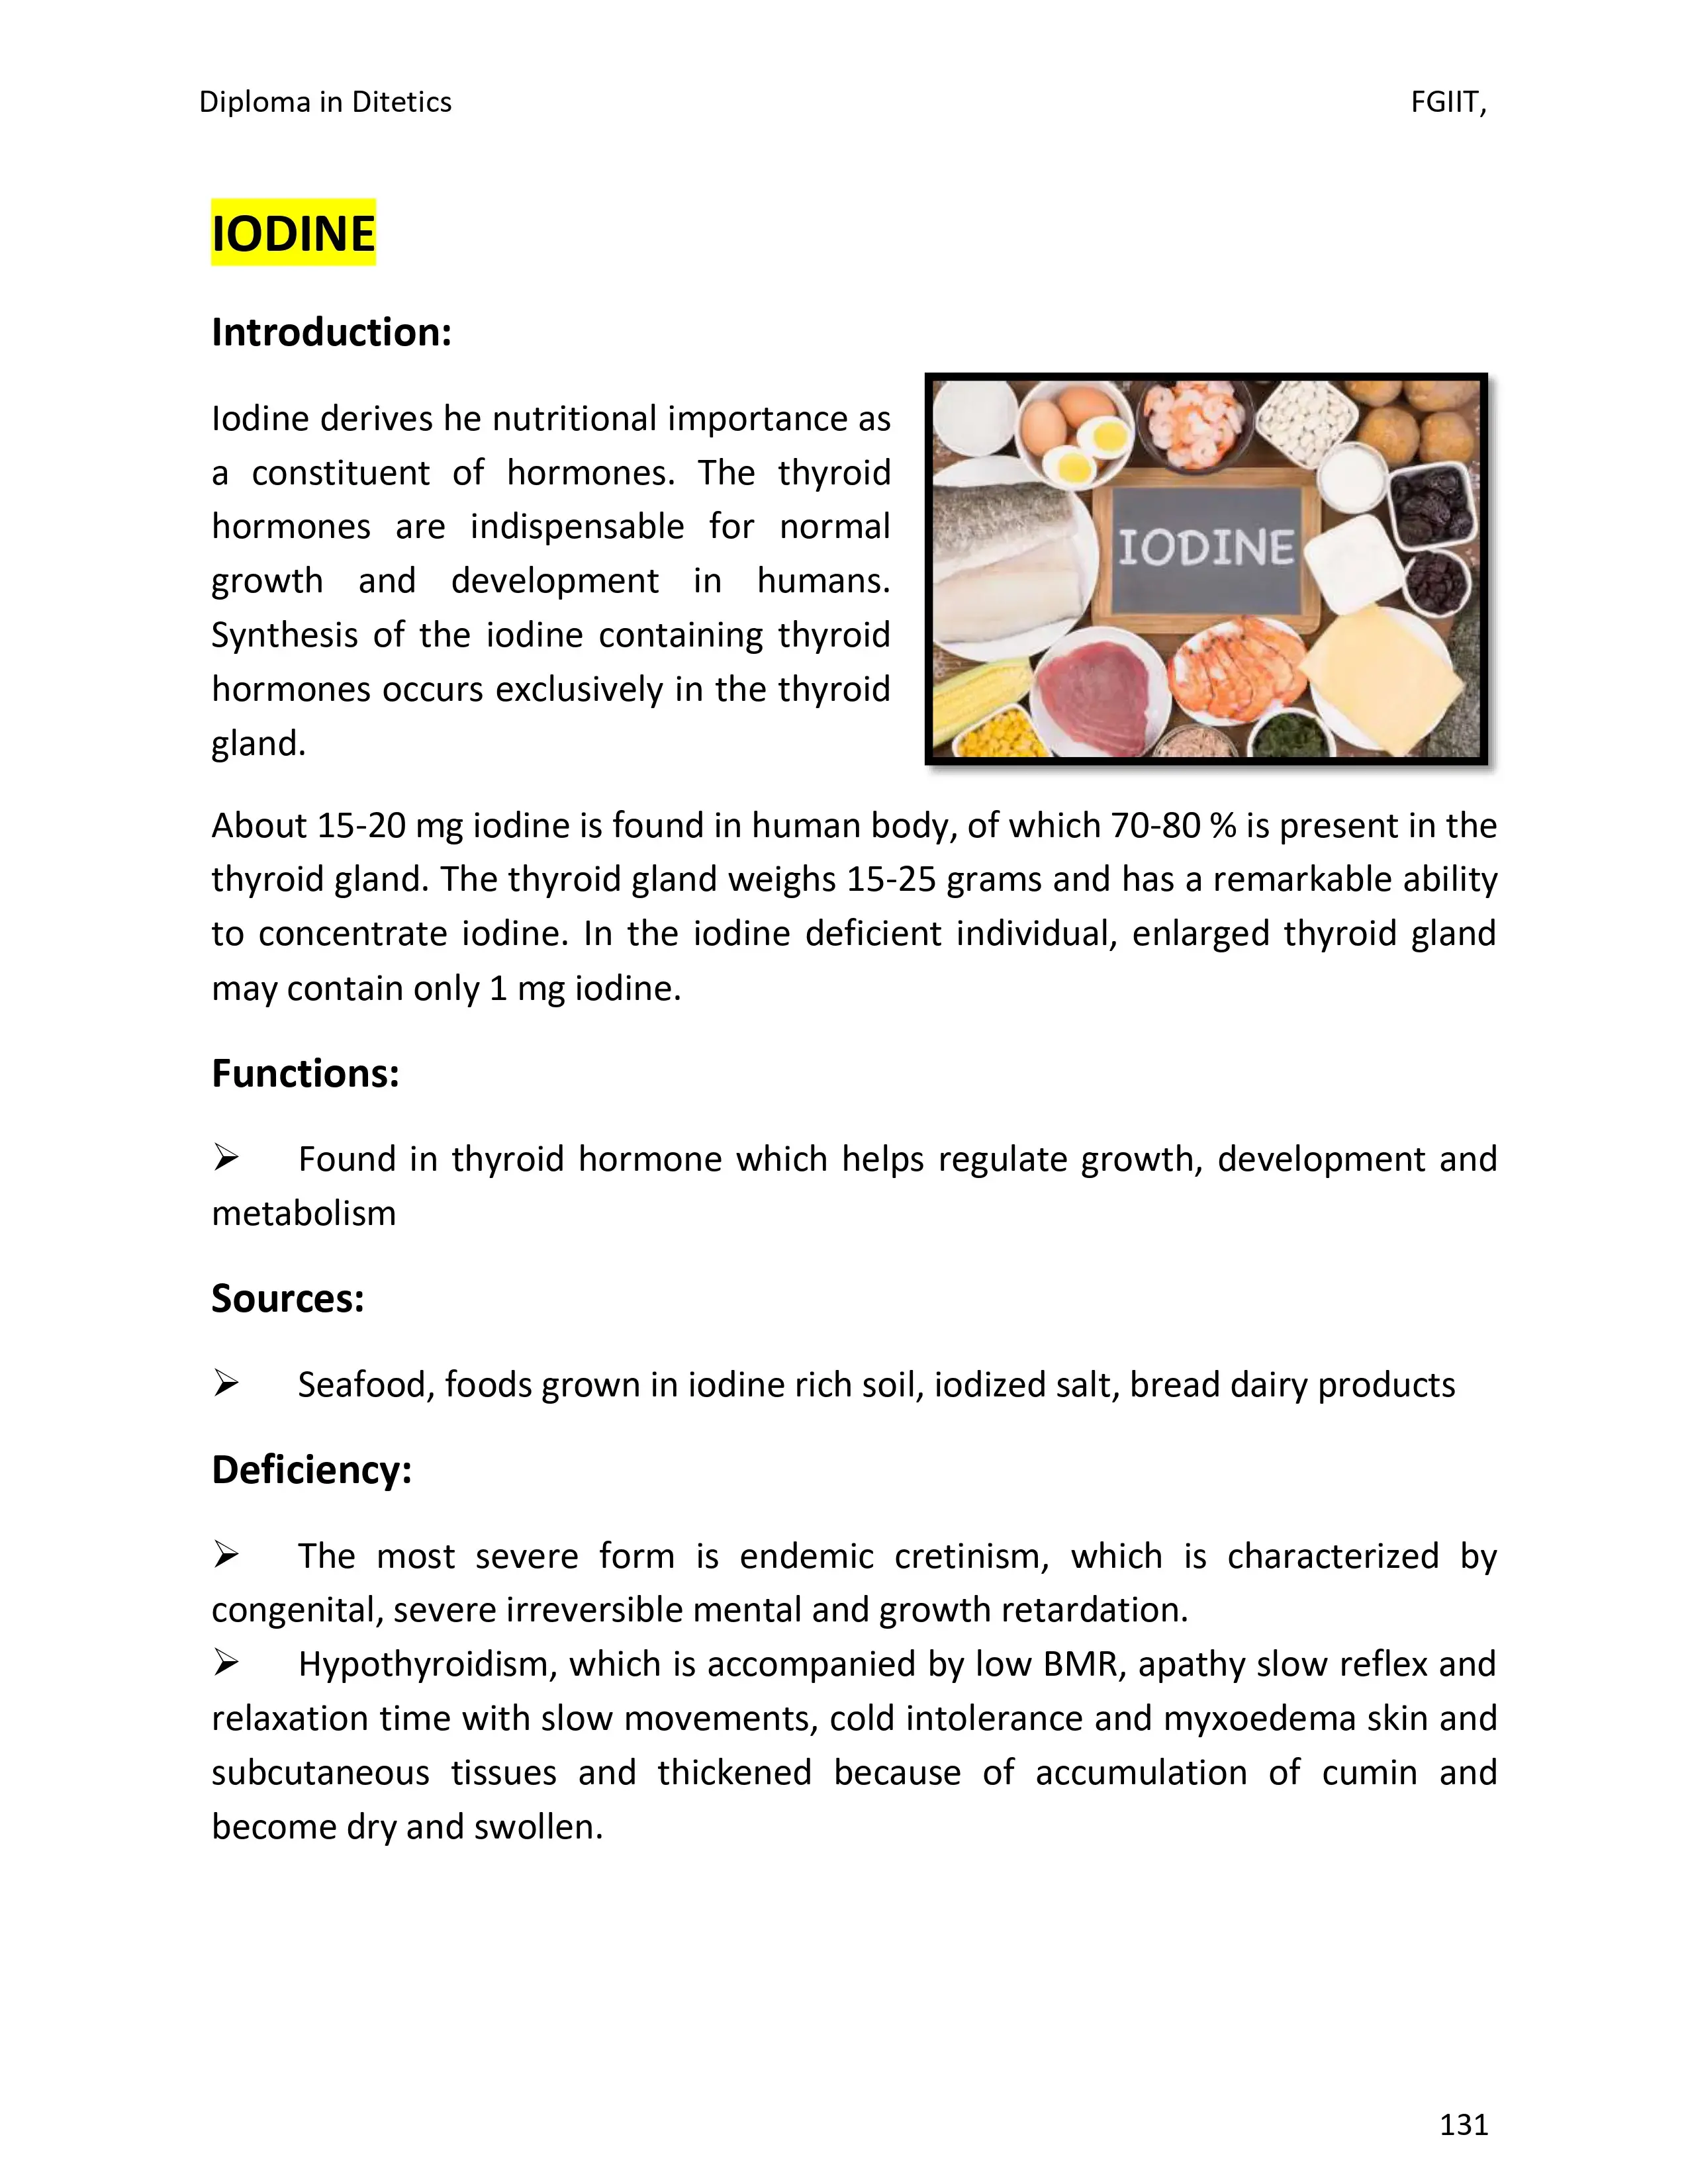 Diploma in Ditetics FGIIT,
IODINE
Introduction:
Iodine derives he nutritional importance as
a constituent of hormones. The thyroid
hormones are indispensable for normal
growth and development in humans.
Synthesis of the iodine containing thyroid
hormones occurs exclusively in the thyroid
gland.
IODINE
About 15-20 mg iodine is found in human body, of which 70-80 % is present in the
thyroid gland. The thyroid gland weighs 15-25 grams and has a remarkable ability
to concentrate iodine. In the iodine deficient individual, enlarged thyroid gland
may contain only 1 mg iodine.
Functions:
➢ Found in thyroid hormone which helps regulate growth, development and
metabolism
Sources:
➢ Seafood, foods grown in iodine rich soil, iodized salt, bread dairy products
Deficiency:
➢ The most severe form is endemic cretinism, which is characterized by
congenital, severe irreversible mental and growth retardation.
➢ Hypothyroidism, which is accompanied by low BMR, apathy slow reflex and
relaxation time with slow movements, cold intolerance and myxoedema skin and
subcutaneous tissues and thickened because of accumulation of cumin and
become dry and swollen.
131